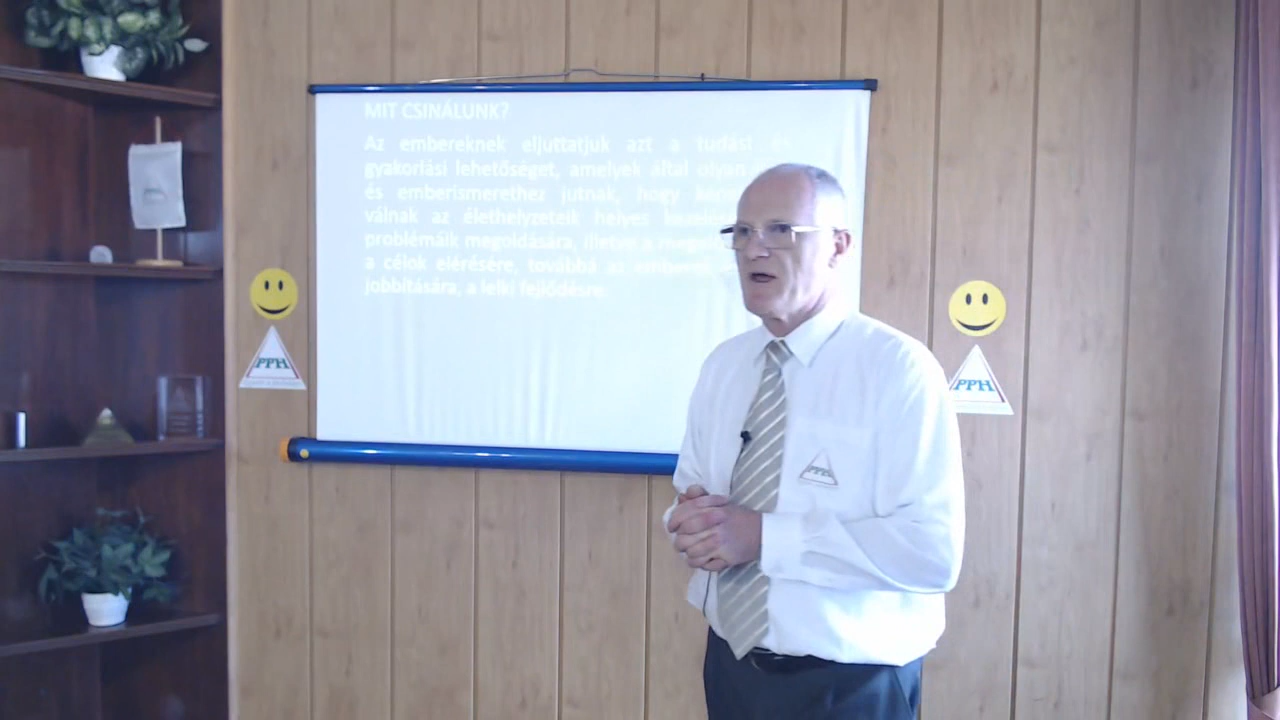 MIT CSINÁLUNK?
Az embereknek eljuttatjuk azt a tudást
gyakorlási lehetőséget, amelyek által olyan
és emberismerethez jutnak, hogy
válnak az élethelyzeteik helyes
problémáik megoldására, illetve a
a célok elérésére, továbbá az emberek
jobbítására, a lelki fejlődésre.
PPH
PPH
PPH